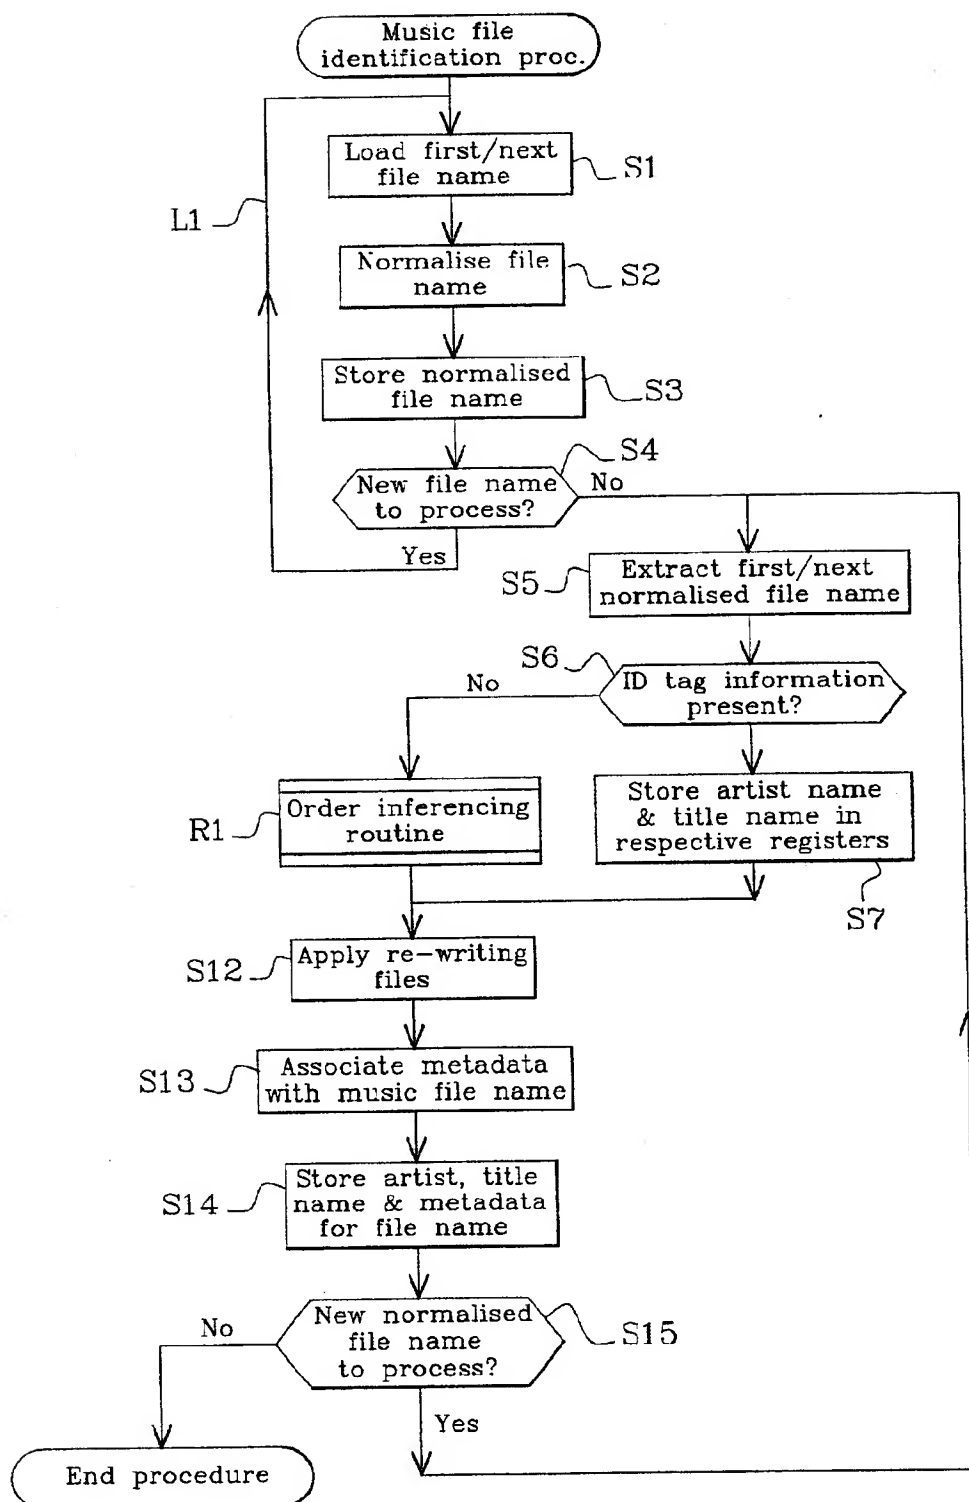 Music file
identification proc.
Load first/next
file name
S1
L1
Normalise file
name
S2
Store normalised
file name
S3
S4
New file name
to process?
No
Yes
S5
Extract first/next
normalised file name
S6
No
ID tag information
present?
R1
Order inferencing
routine
Store artist name
& title name in
respective registers
S7
S12
Apply re-writing
files
S13
Associate metadata
with music file name
S14
Store artist, title
name & metadata
for file name
No
New normalised
file name
to process?
S15
Yes
End procedure